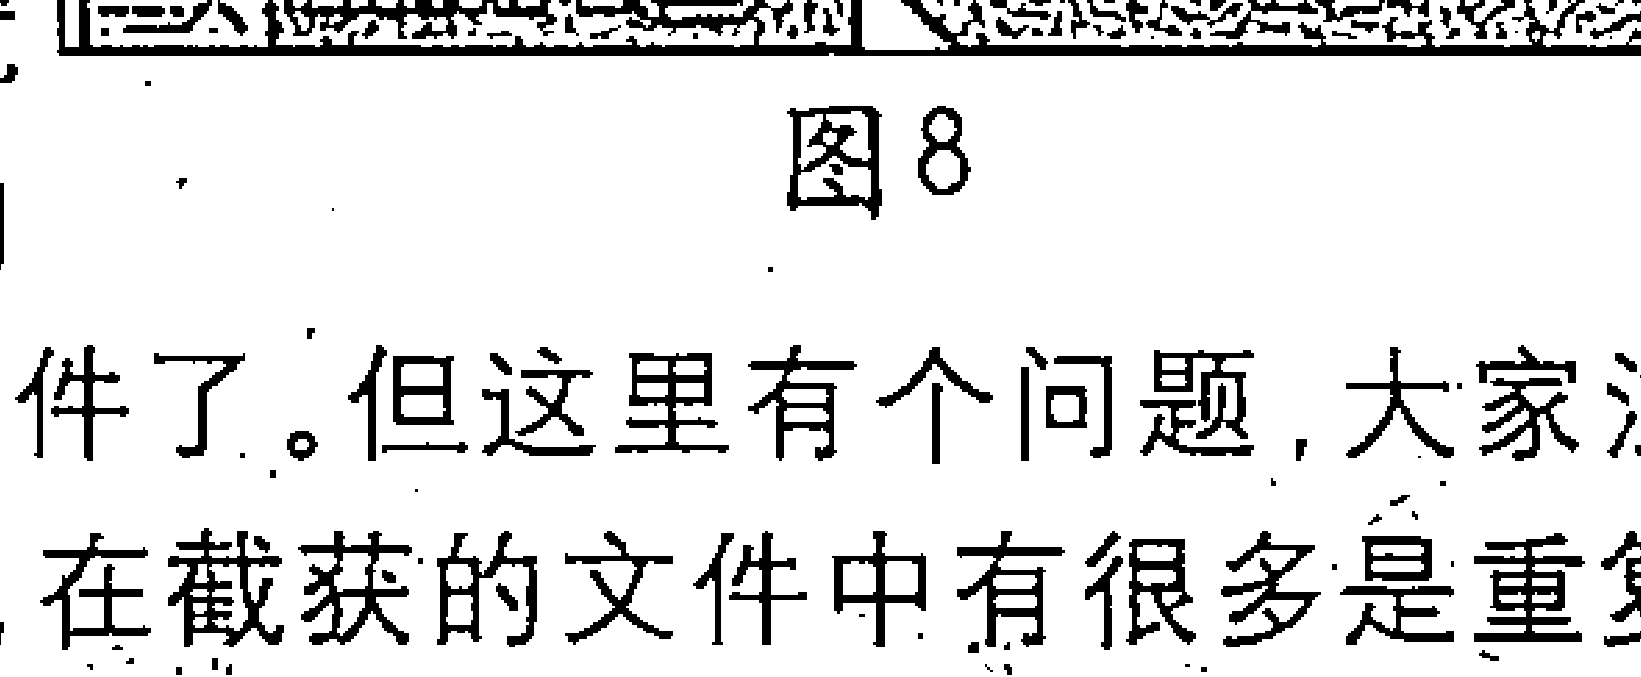 图8
件了。但这里有个问题,大家
在截获的文件中有很多是重